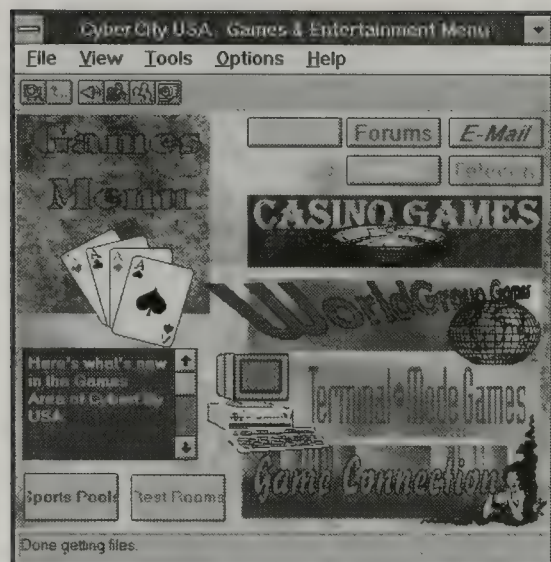 CyberCity USA Games & Entertainment Menu
File View Tools Options Help
Games
Menu
Forums E-Mail
CASINO GAMES
A A A A
WorldGroup Games
Here's what's new
in the Games
Area of CyberCity
USA
Terminal Mode Games
Game Connection
Sports Pools Rest Rooms
Done getting files.